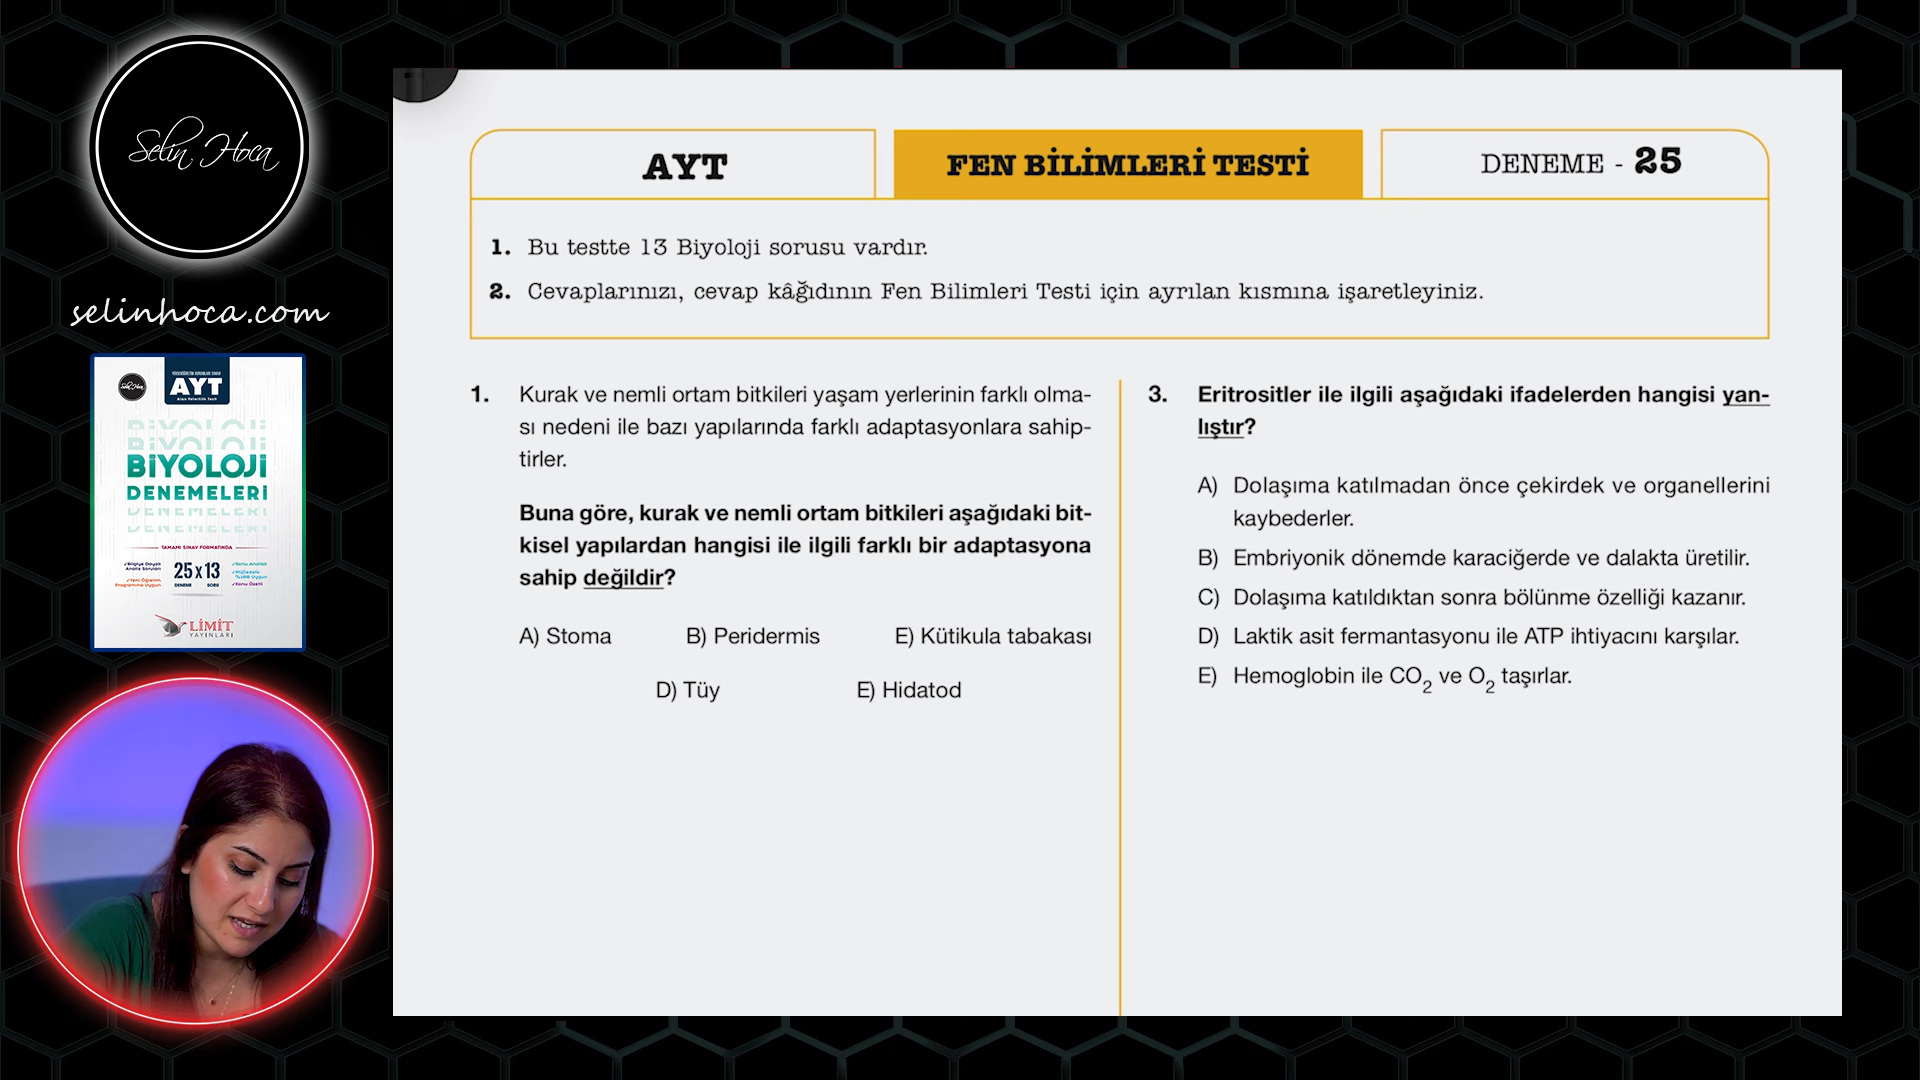 Selin Hoca
selinhoca.com
AYT
BİYOLOJİ
DENEMELERİ
TAMAMI SINAV FORMATINDA
25x13
DENEME SORU
LİMİT
YAYINLARI
AYT
FEN BİLİMLERİ TESTİ
DENEME - 25
1. Bu testte 13 Biyoloji sorusu vardır.
2. Cevaplarınızı, cevap kâğıdının Fen Bilimleri Testi için ayrılan kısmına işaretleyiniz.
1. Kurak ve nemli ortam bitkileri yaşam yerlerinin farklı olma-
sı nedeni ile bazı yapılarında farklı adaptasyonlara sahip-
tirler.
Buna göre, kurak ve nemli ortam bitkileri aşağıdaki bit-
kisel yapılardan hangisi ile ilgili farklı bir adaptasyona
sahip değildir?
A) Stoma B) Peridermis E) Kütikula tabakası
D) Tüy E) Hidatod
3. Eritrositler ile ilgili aşağıdaki ifadelerden hangisi yan-
lıştır?
A) Dolaşıma katılmadan önce çekirdek ve organellerini
kaybederler.
B) Embriyonik dönemde karaciğerde ve dalakta üretilir.
C) Dolaşıma katıldıktan sonra bölünme özelliği kazanır.
D) Laktik asit fermantasyonu ile ATP ihtiyacını karşılar.
E) Hemoglobin ile CO2 ve O2 taşırlar.